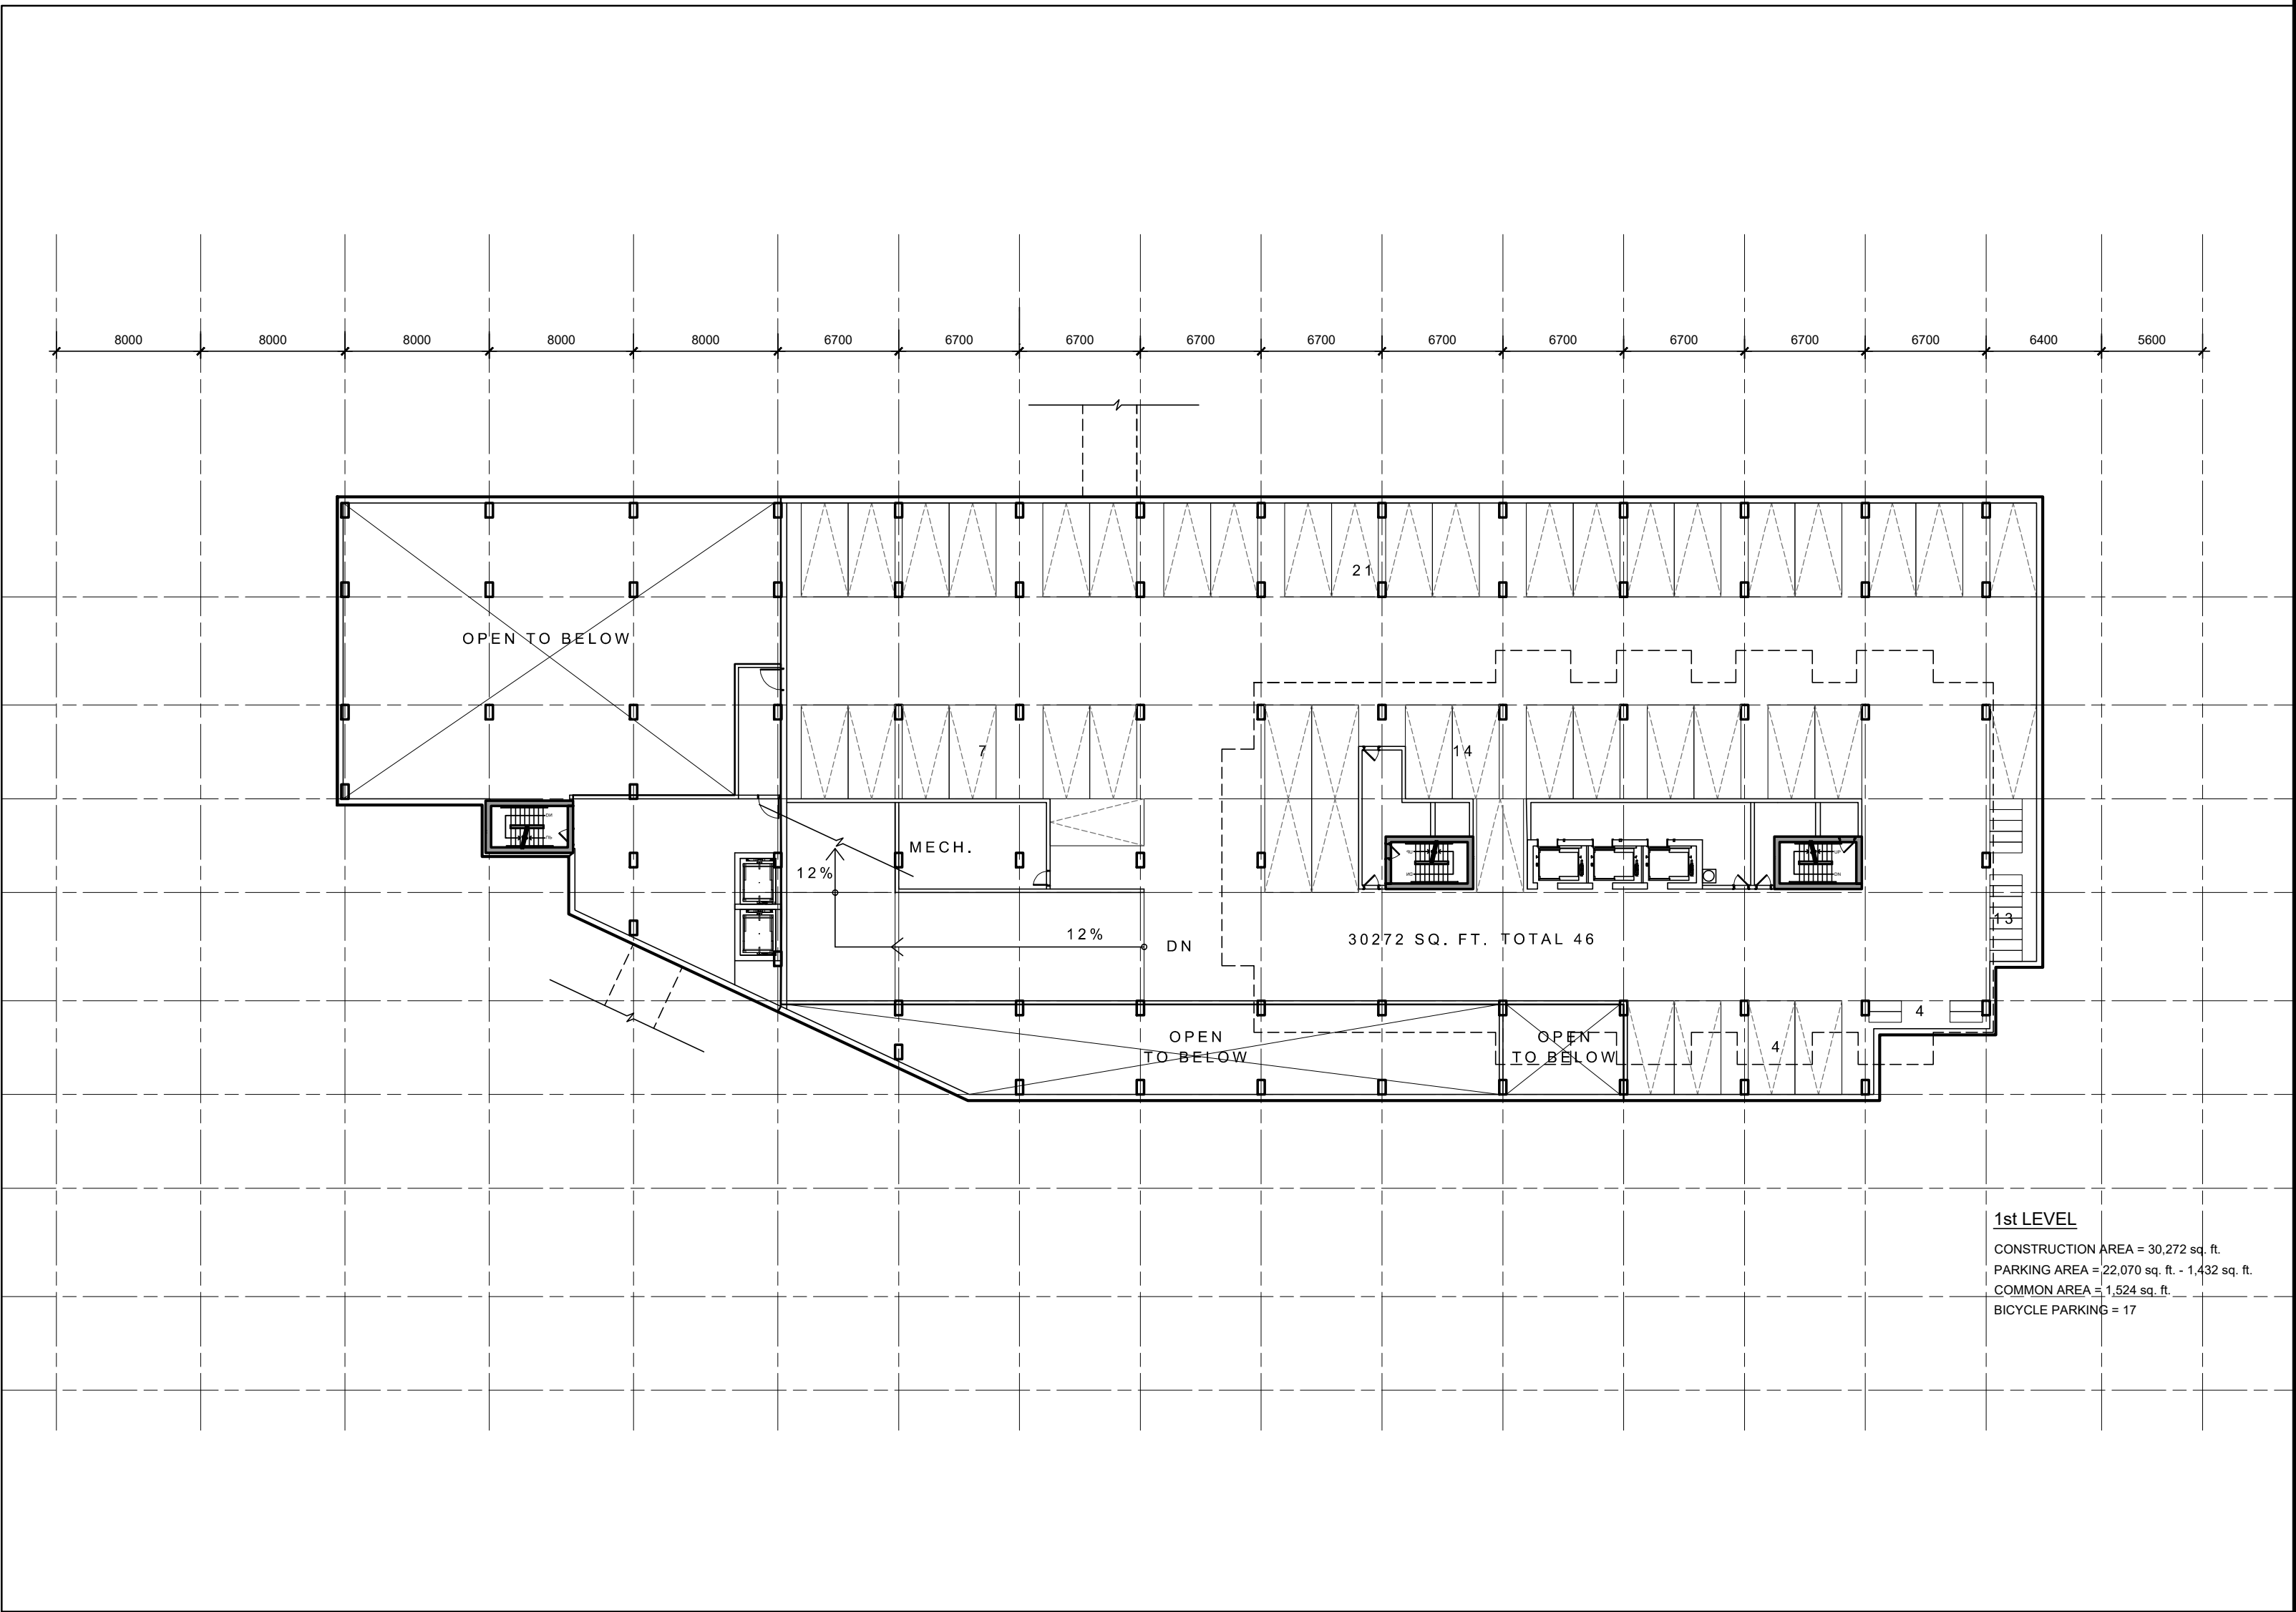 8000 8000 8000 8000 8000 6700 6700 6700 6700 6700 6700 6700 6700 6700 6700 6400 5600
21
OPEN TO BELOW
7
14
MECH.
12%
12%
DN
30272 SQ. FT. TOTAL 46
13
4
OPEN
TO BELOW
OPEN
TO BELOW
4
1st LEVEL
CONSTRUCTION AREA = 30,272 sq. ft.
PARKING AREA = 22,070 sq. ft. - 1,432 sq. ft.
COMMON AREA = 1,524 sq. ft.
BICYCLE PARKING = 17